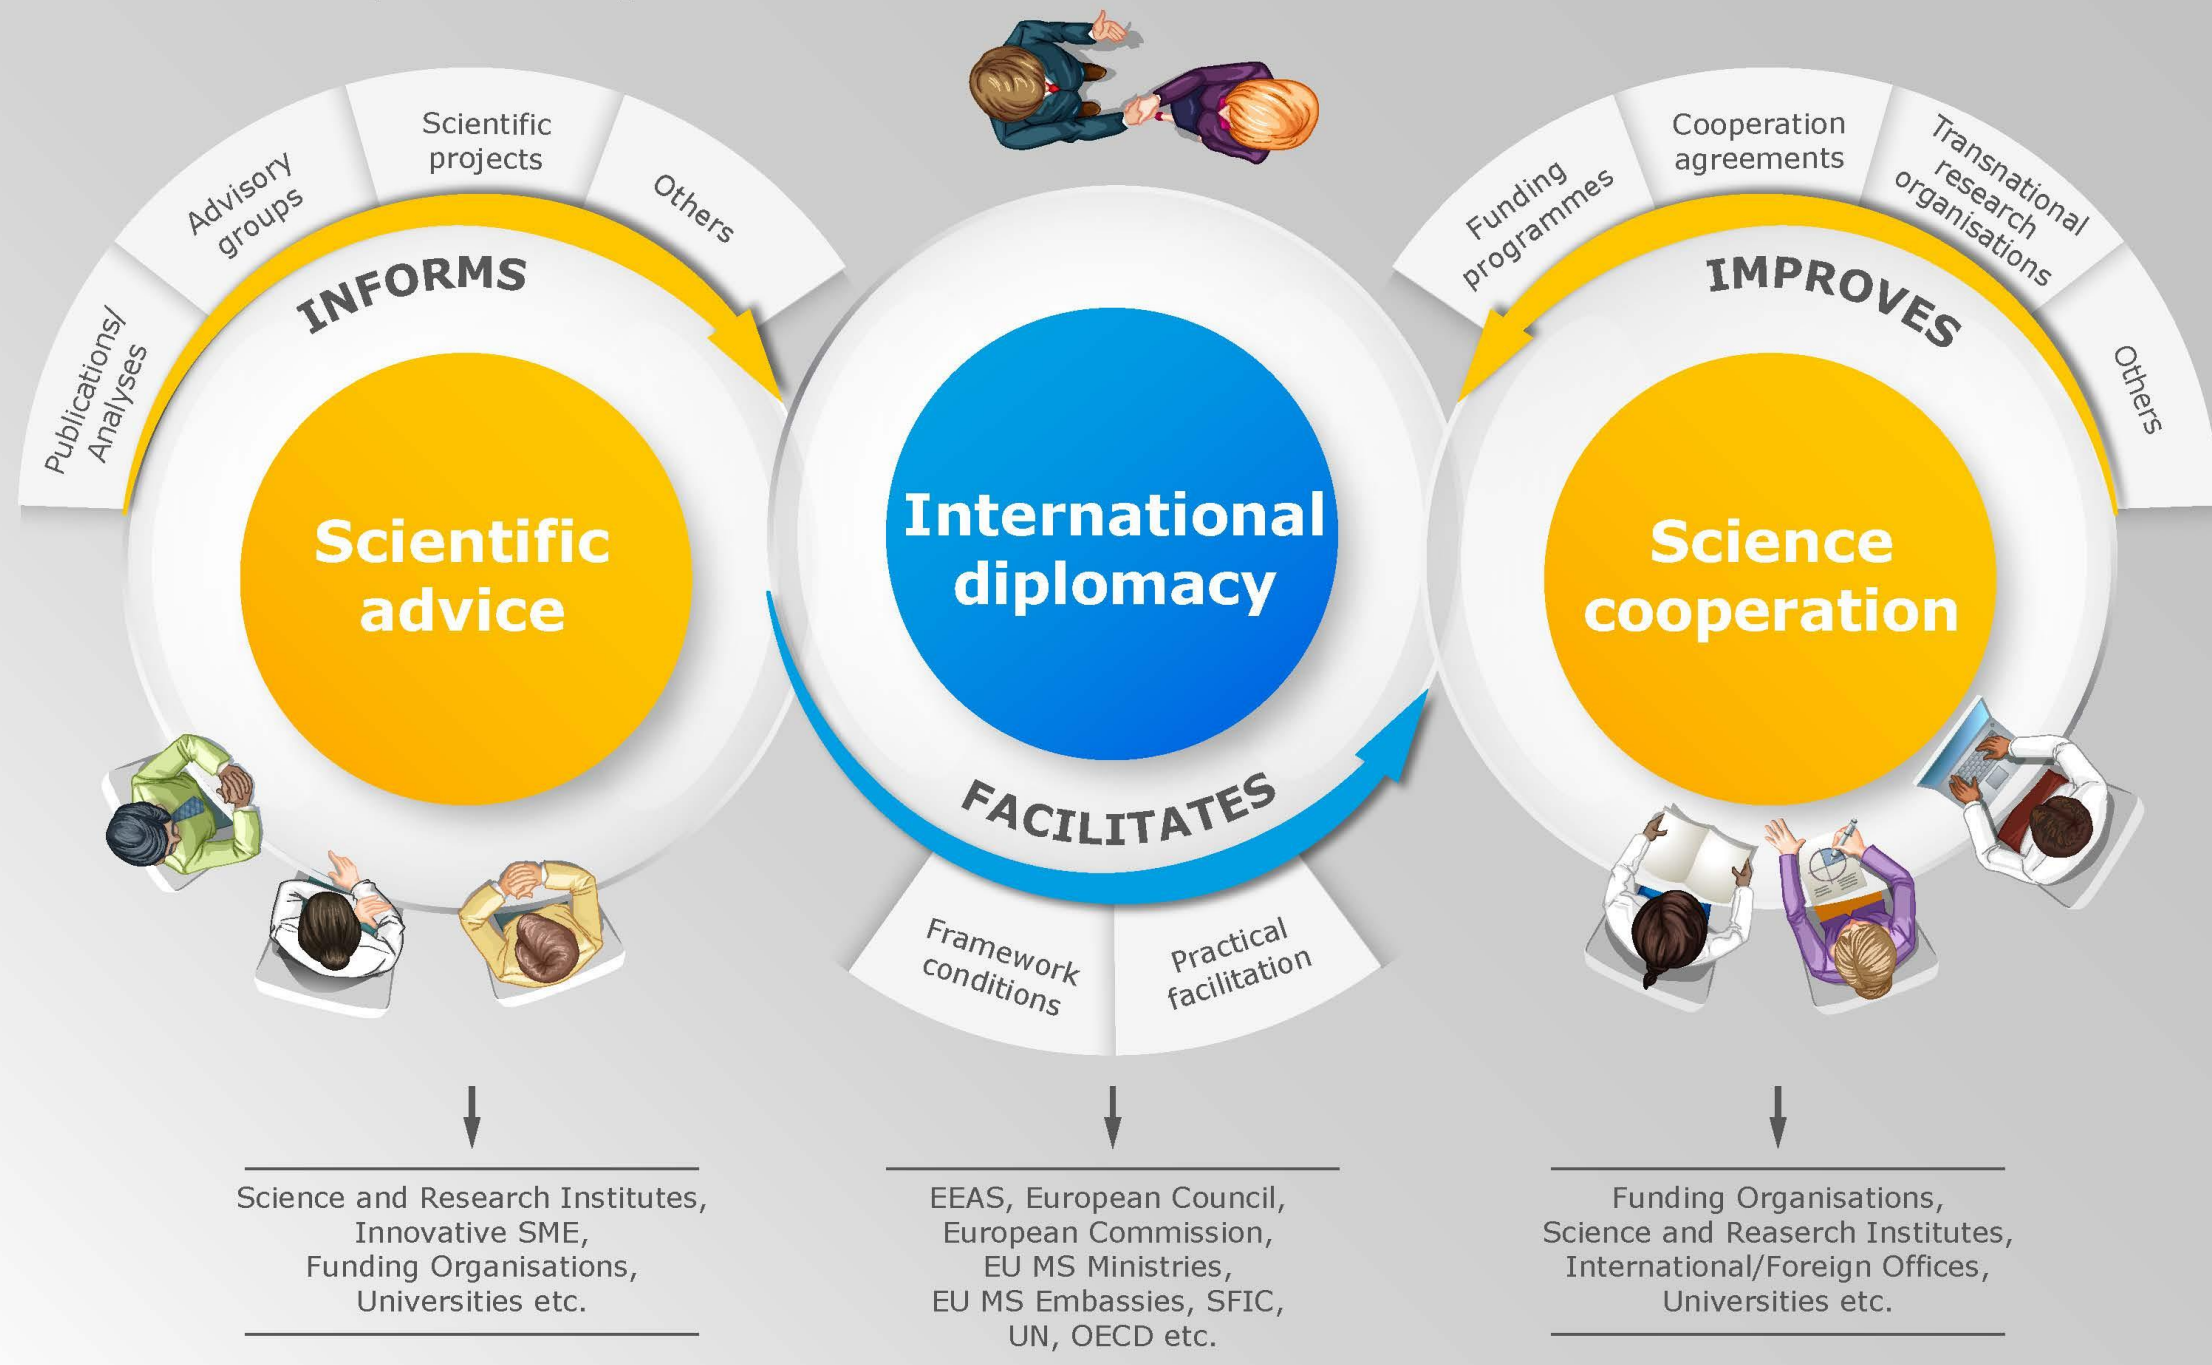 Publications/
Analyses
Advisory
groups
Scientific
projects
Others
INFORMS
Scientific
advice
International
diplomacy
FACILITATES
Framework
conditions
Practical
facilitation
Funding
programmes
Cooperation
agreements
Transnational
research
organisations
Others
IMPROVES
Science
cooperation
Science and Research Institutes,
Innovative SME,
Funding Organisations,
Universities etc.
EEAS, European Council,
European Commission,
EU MS Ministries,
EU MS Embassies, SFIC,
UN, OECD etc.
Funding Organisations,
Science and Reaserch Institutes,
International/Foreign Offices,
Universities etc.